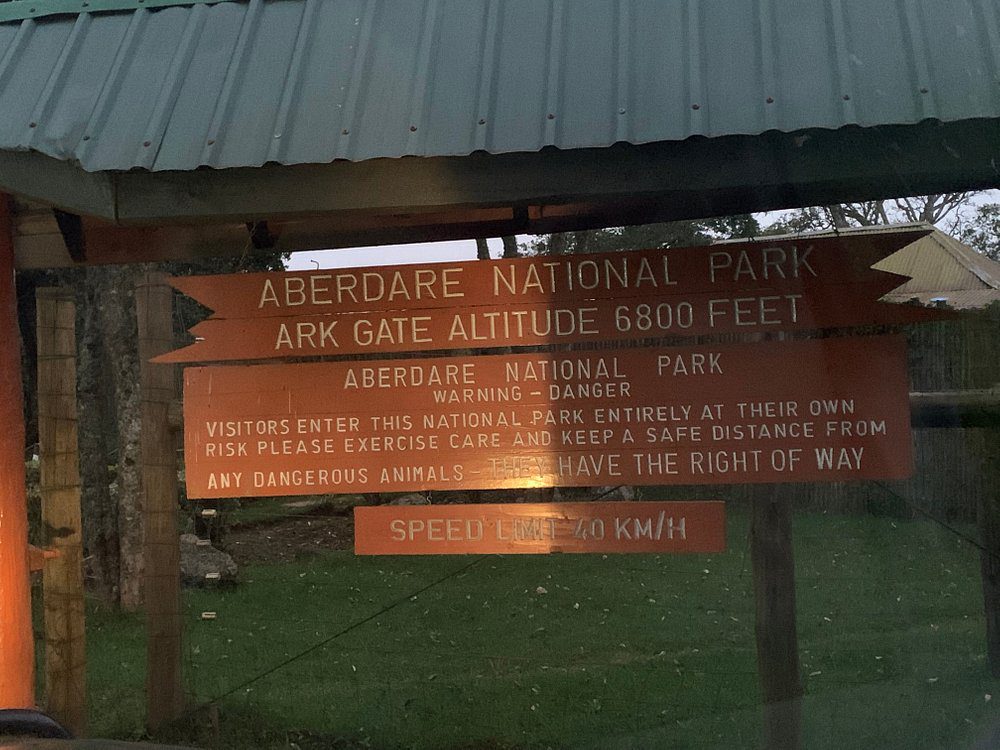 ABERDARE NATIONAL PARK
ARK GATE ALTITUDE 6800 FEET
ABERDARE NATIONAL PARK
WARNING - DANGER
VISITORS ENTER THIS NATIONAL PARK ENTIRELY AT THEIR OWN
RISK PLEASE EXERCISE CARE AND KEEP A SAFE DISTANCE FROM
ANY DANGEROUS ANIMALS - THEY HAVE THE RIGHT OF WAY
SPEED LIMIT 40 KM/H